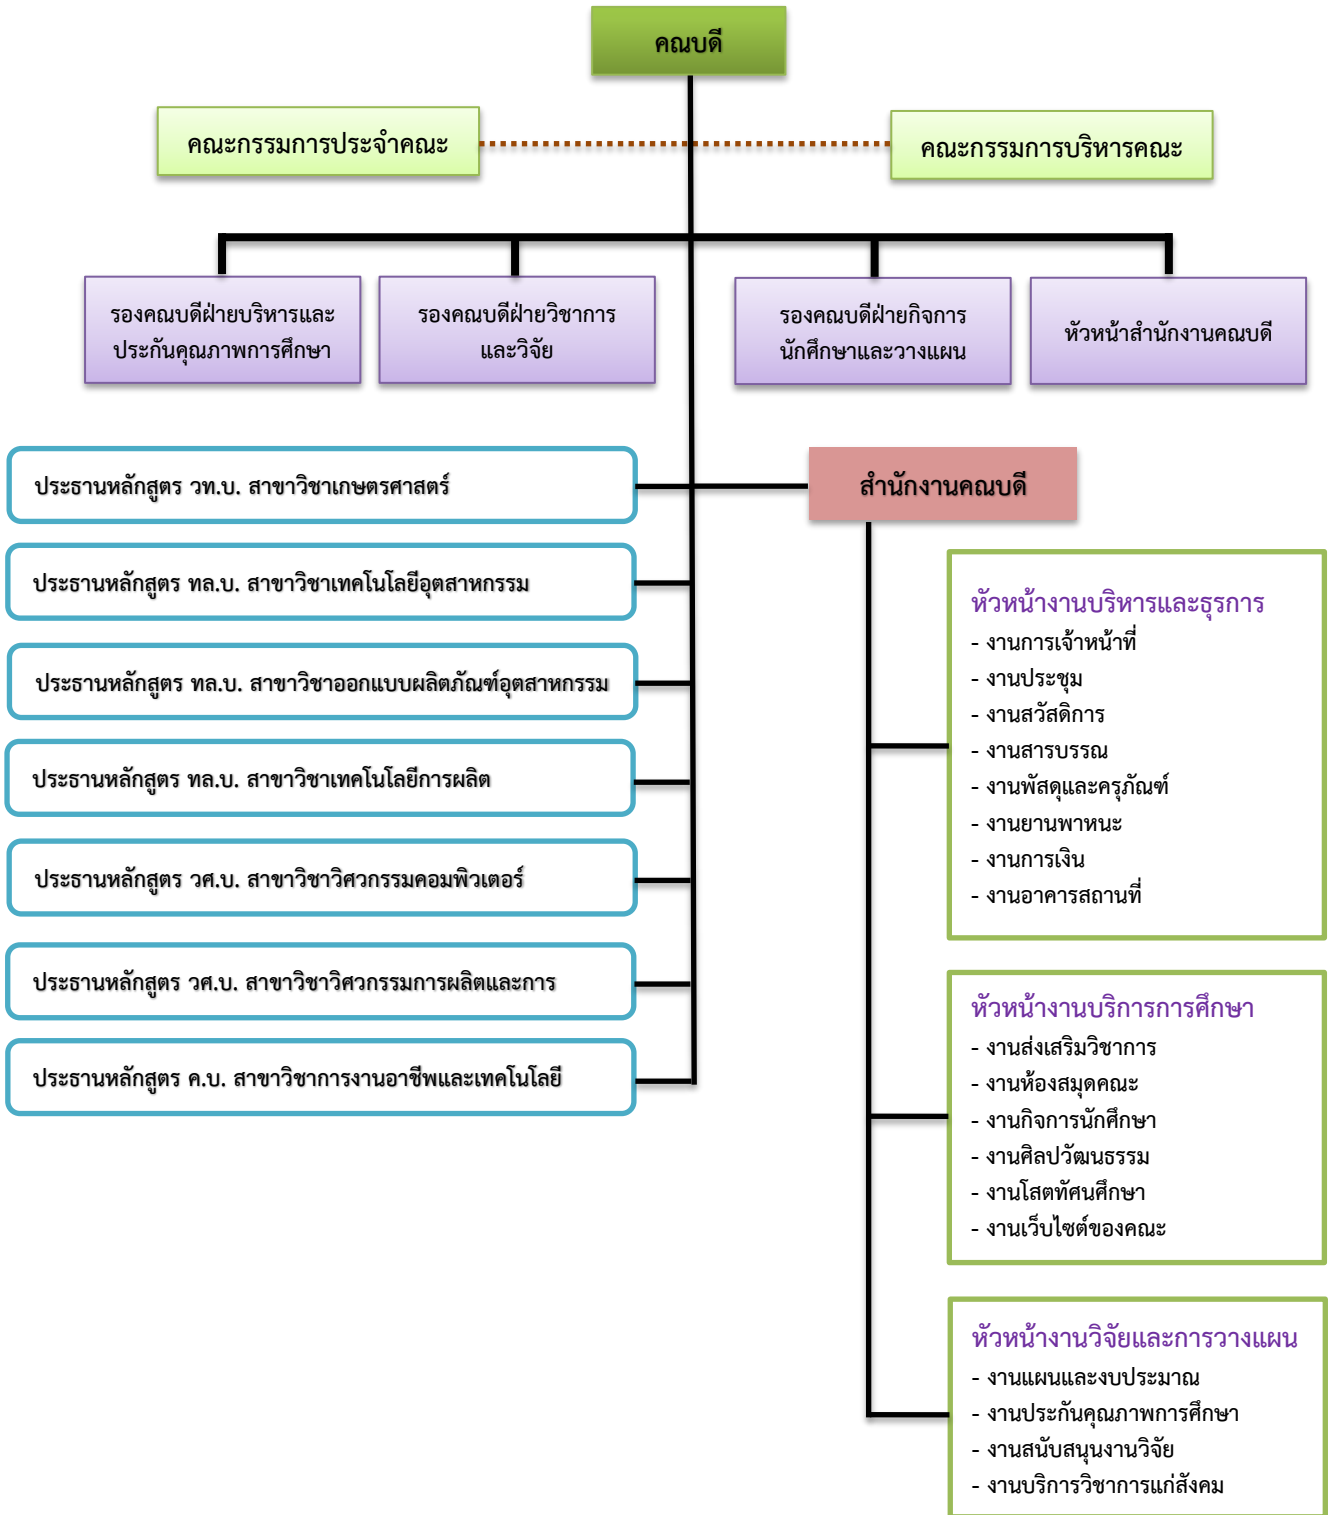 คณบดี
คณะกรรมการประจำคณะ
คณะกรรมการบริหารคณะ
รองคณบดีฝ่ายบริหารและ
ประกันคุณภาพการศึกษา
รองคณบดีฝ่ายวิชาการ
และวิจัย
รองคณบดีฝ่ายกิจการ
นักศึกษาและวางแผน
หัวหน้าสำนักงานคณบดี
ประธานหลักสูตร วท.บ. สาขาวิชาเกษตรศาสตร์
ประธานหลักสูตร ทล.บ. สาขาวิชาเทคโนโลยีอุตสาหกรรม
ประธานหลักสูตร ทล.บ. สาขาวิชาออกแบบผลิตภัณฑ์อุตสาหกรรม
ประธานหลักสูตร ทล.บ. สาขาวิชาเทคโนโลยีการผลิต
ประธานหลักสูตร วศ.บ. สาขาวิชาวิศวกรรมคอมพิวเตอร์
ประธานหลักสูตร วศ.บ. สาขาวิชาวิศวกรรมการผลิตและการ
ประธานหลักสูตร ค.บ. สาขาวิชาการงานอาชีพและเทคโนโลยี
สำนักงานคณบดี
หัวหน้างานบริหารและธุรการ
- งานการเจ้าหน้าที่
- งานประชุม
- งานสวัสดิการ
- งานสารบรรณ
- งานพัสดุและครุภัณฑ์
- งานยานพาหนะ
- งานการเงิน
- งานอาคารสถานที่
หัวหน้างานบริการการศึกษา
- งานส่งเสริมวิชาการ
- งานห้องสมุดคณะ
- งานกิจการนักศึกษา
- งานศิลปวัฒนธรรม
- งานโสตทัศนศึกษา
- งานเว็บไซต์ของคณะ
หัวหน้างานวิจัยและการวางแผน
- งานแผนและงบประมาณ
- งานประกันคุณภาพการศึกษา
- งานสนับสนุนงานวิจัย
- งานบริการวิชาการแก่สังคม